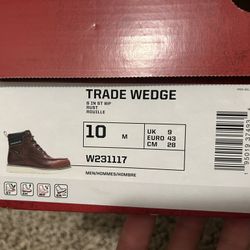 TRADE WEDGE
6 IN ST WP
RUST
ROUILLE
10 M
UK 9
EURO 43
CM 28
W231117
MEN/HOMMES/HOMBRE